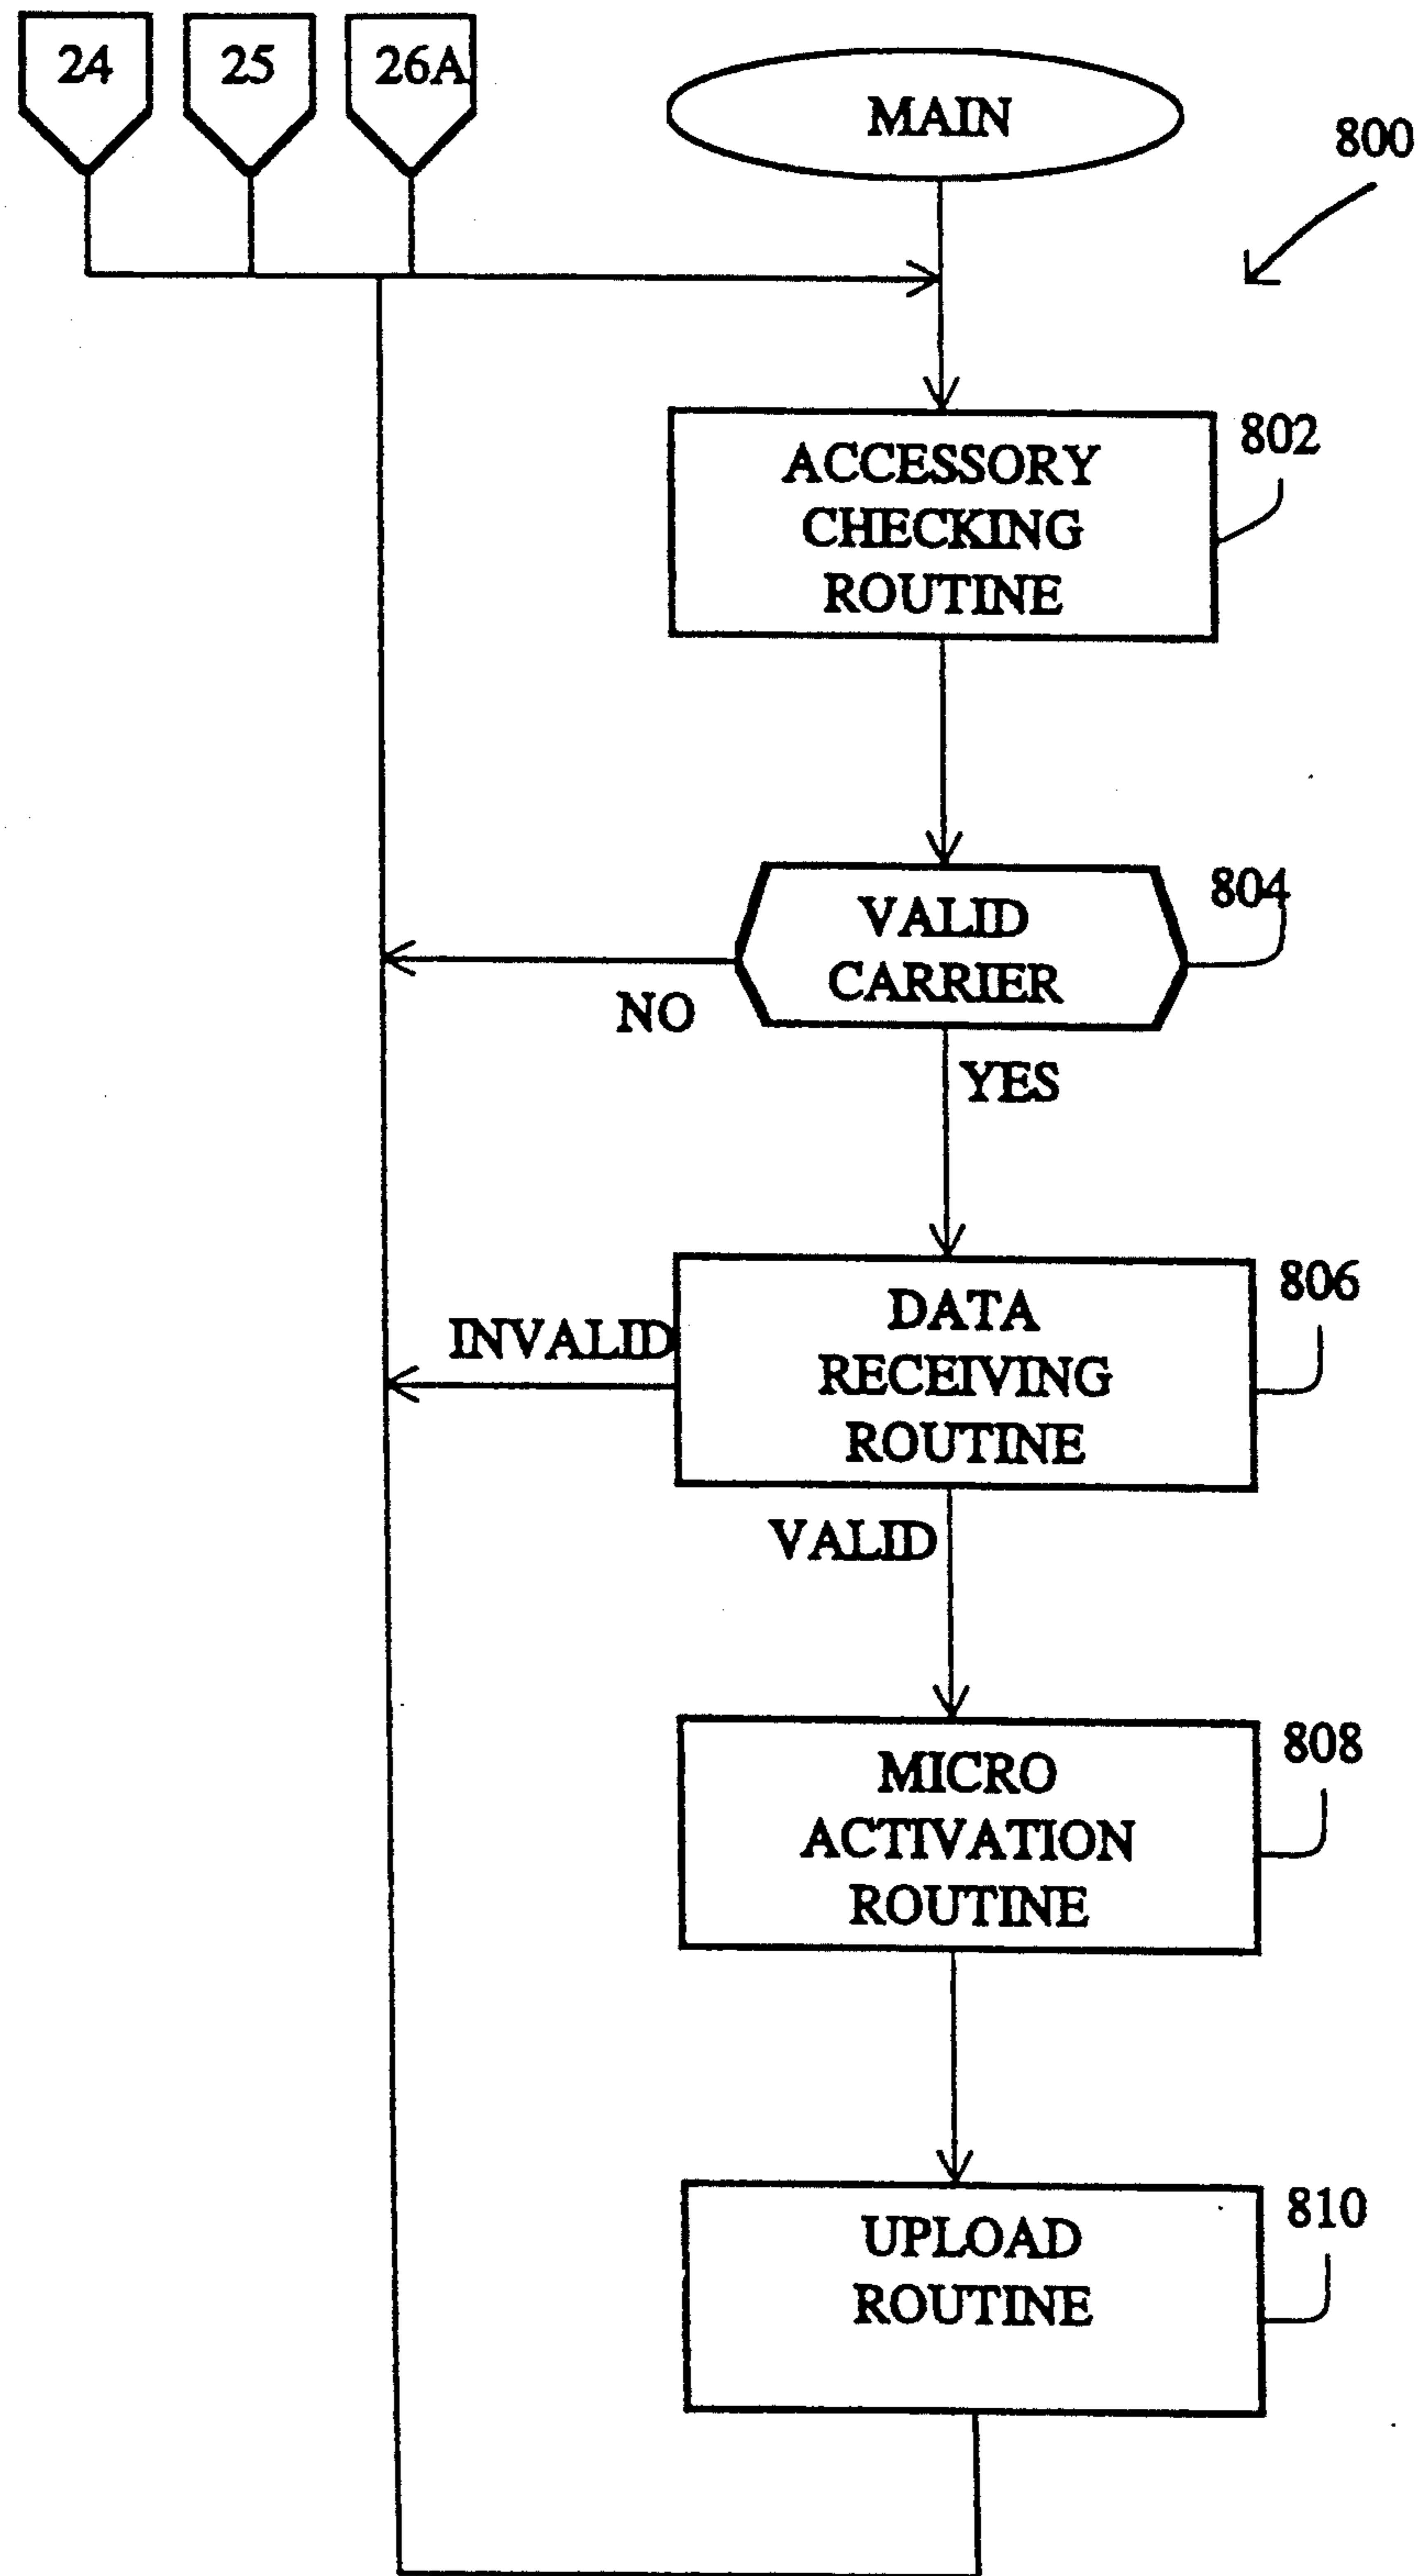 24
25
26A
MAIN
800
ACCESSORY
CHECKING
ROUTINE
802
VALID
CARRIER
804
NO
YES
DATA
RECEIVING
ROUTINE
806
INVALID
VALID
MICRO
ACTIVATION
ROUTINE
808
UPLOAD
ROUTINE
810